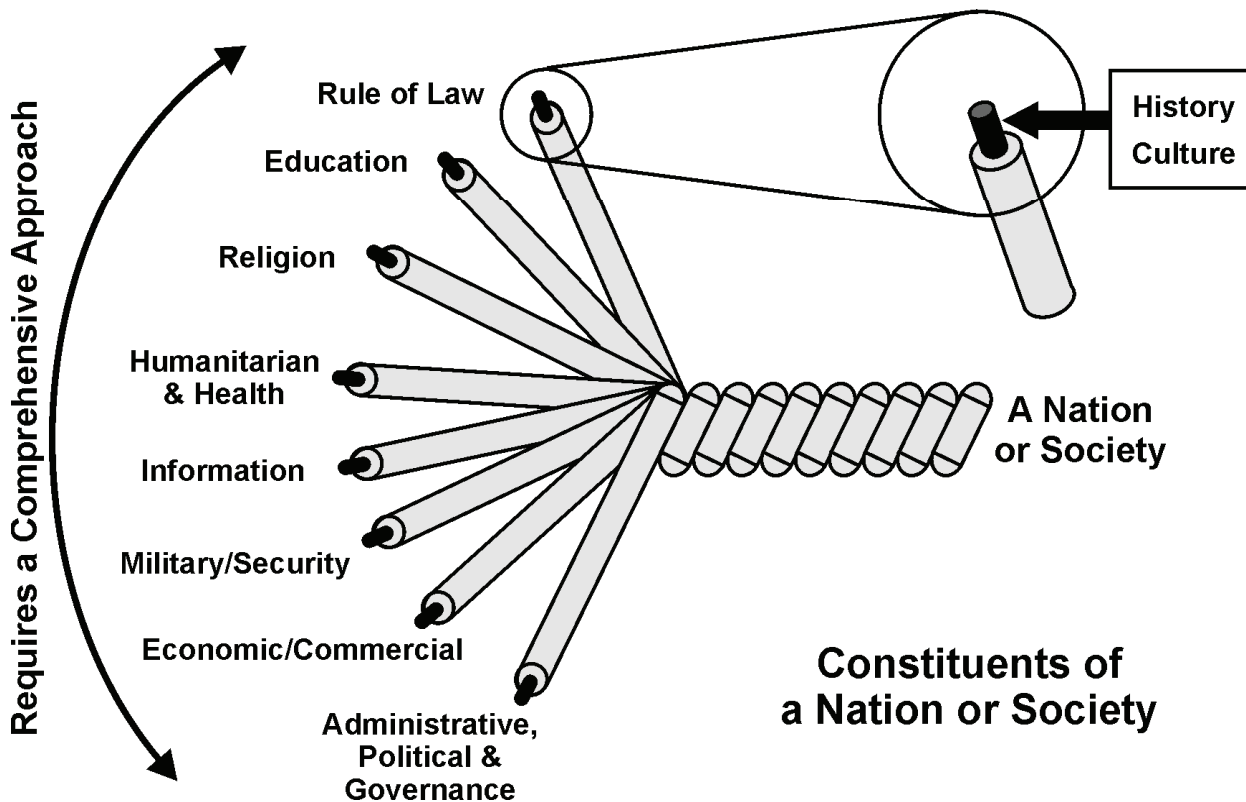 Requires a Comprehensive Approach
Rule of Law
Education
Religion
Humanitarian
& Health
Information
Military/Security
Economic/Commercial
Administrative,
Political &
Governance
History
Culture
A Nation
or Society
Constituents of
a Nation or Society